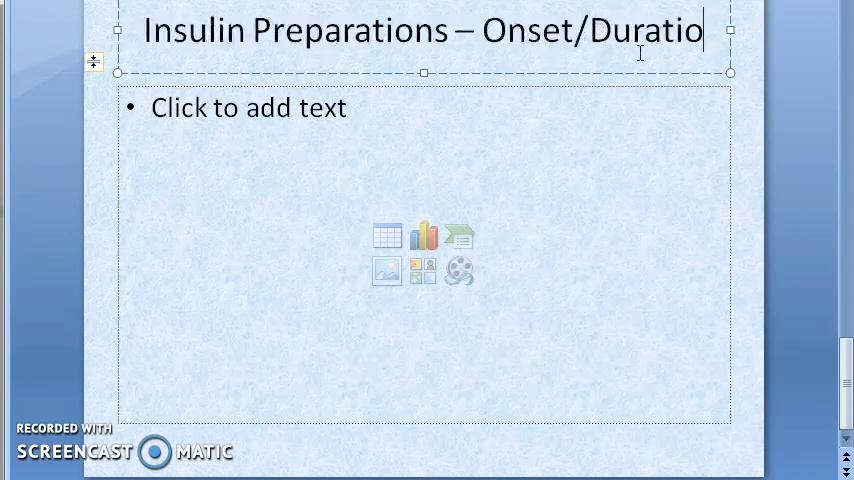 Insulin Preparations – Onset/Duratio
• Click to add text
RECORDED WITH
SCREENCAST MATIC